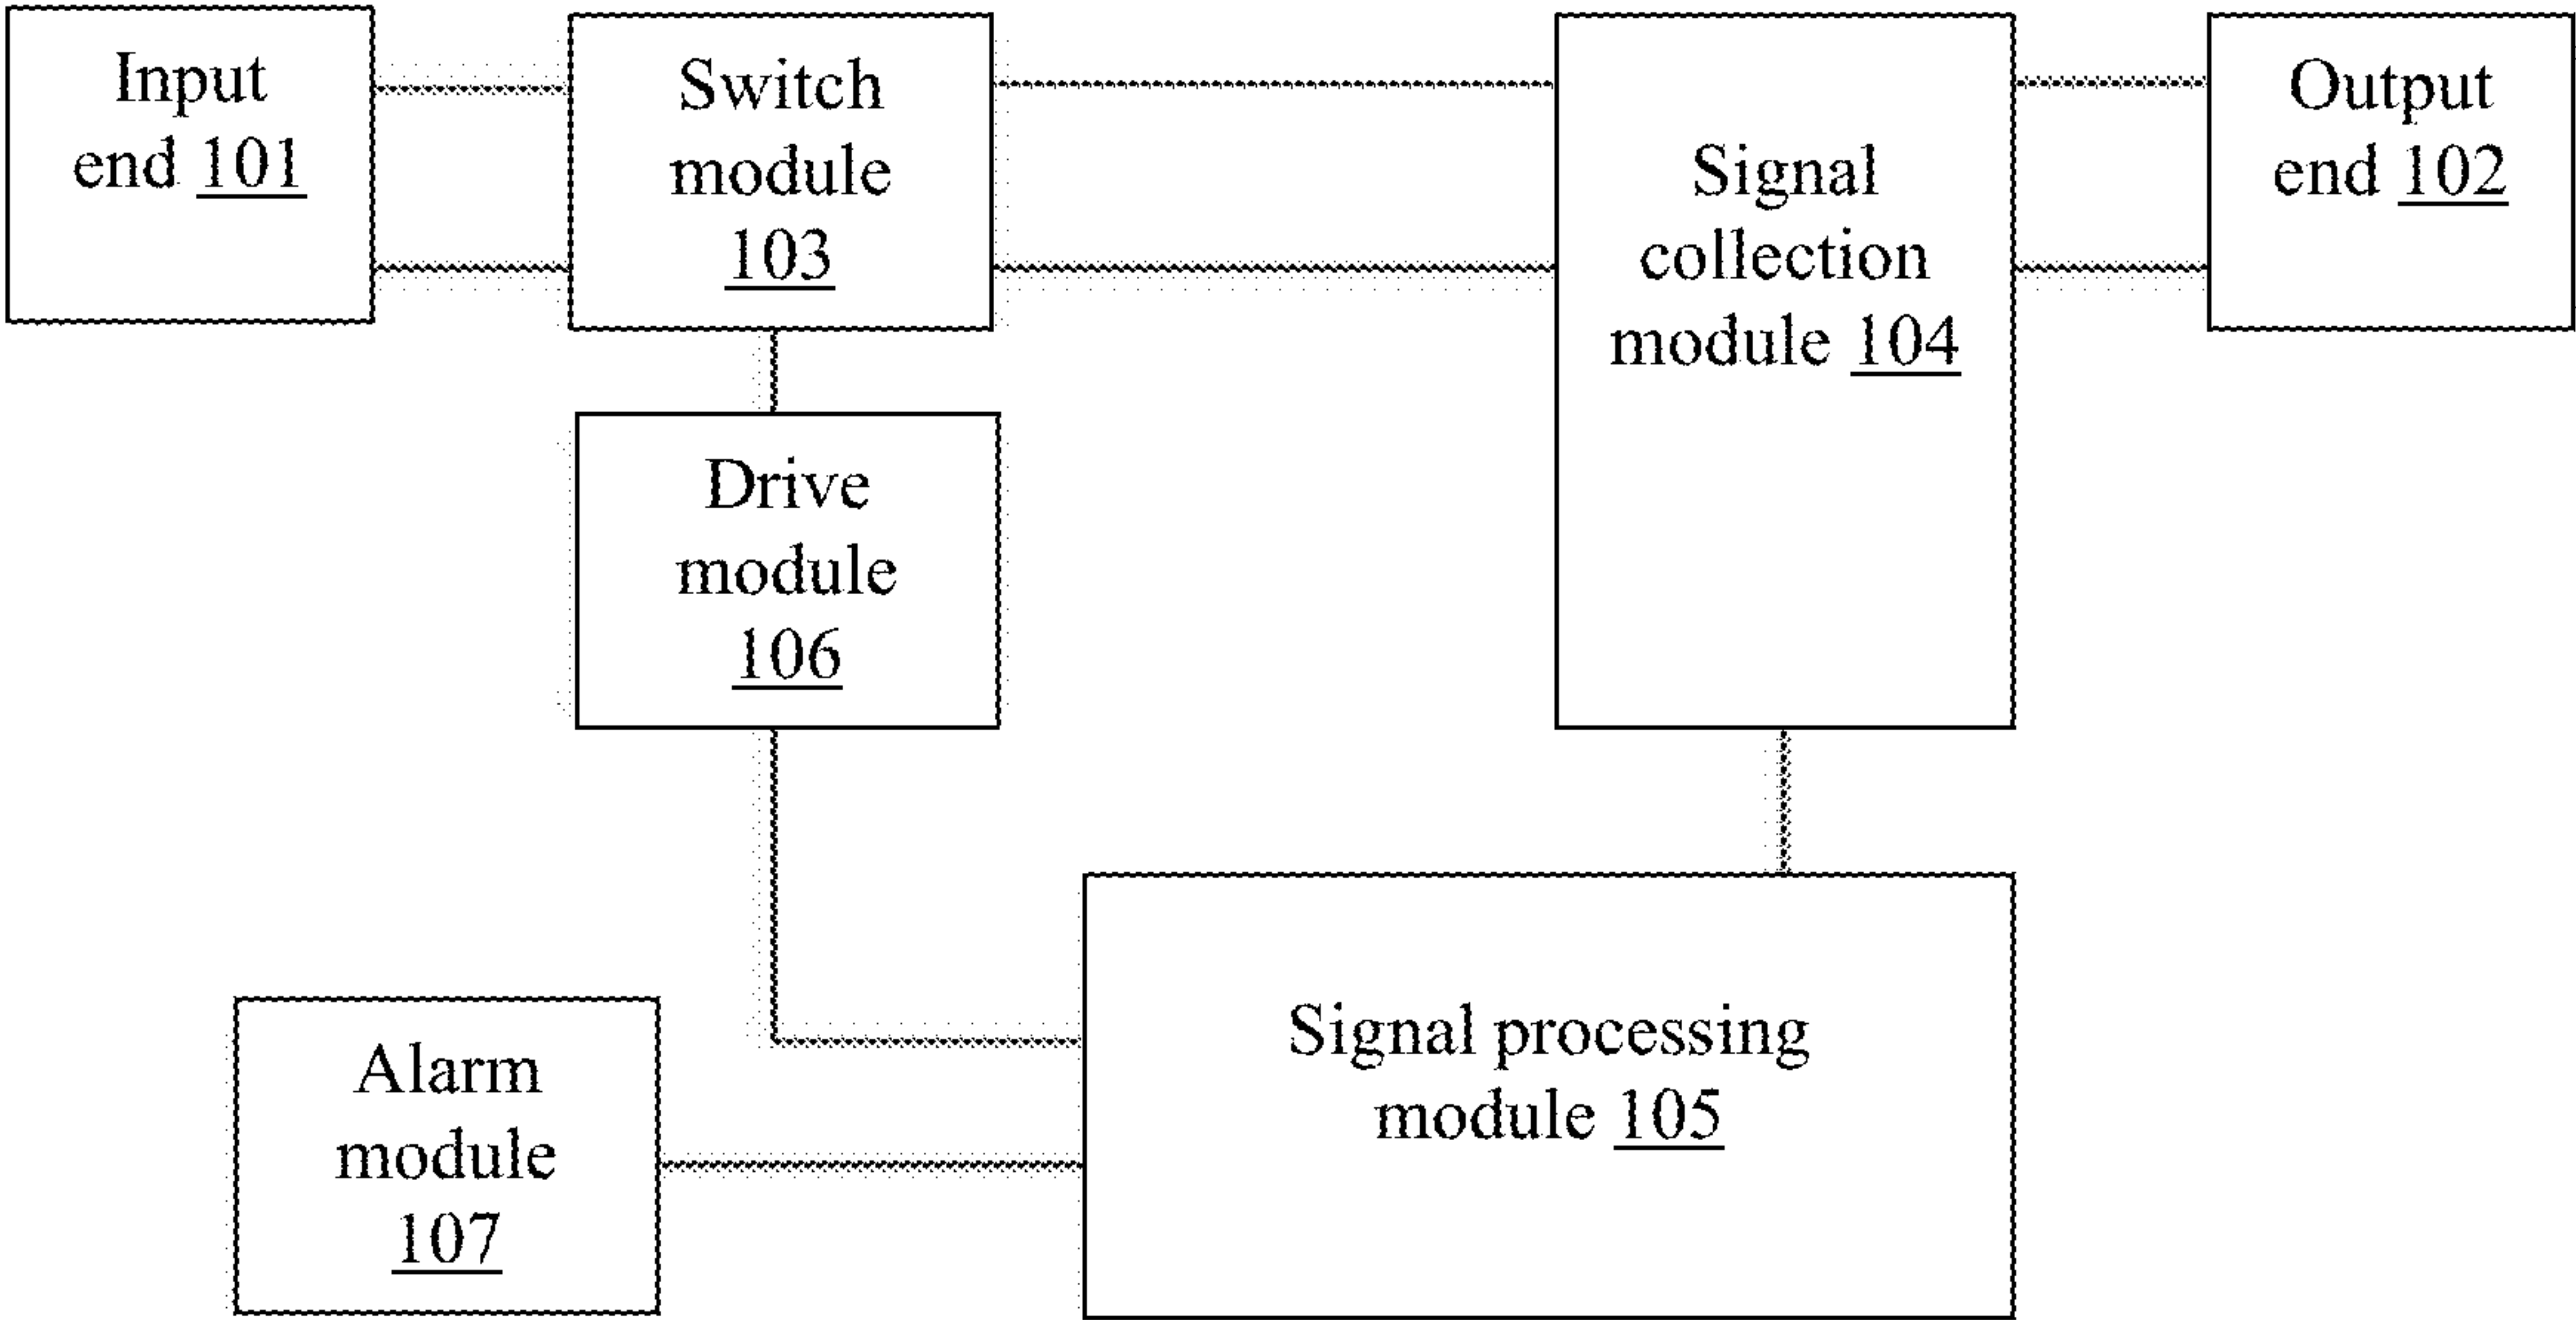 Input
end 101
Switch
module
103
Signal
collection
module 104
Output
end 102
Drive
module
106
Signal processing
module 105
Alarm
module
107